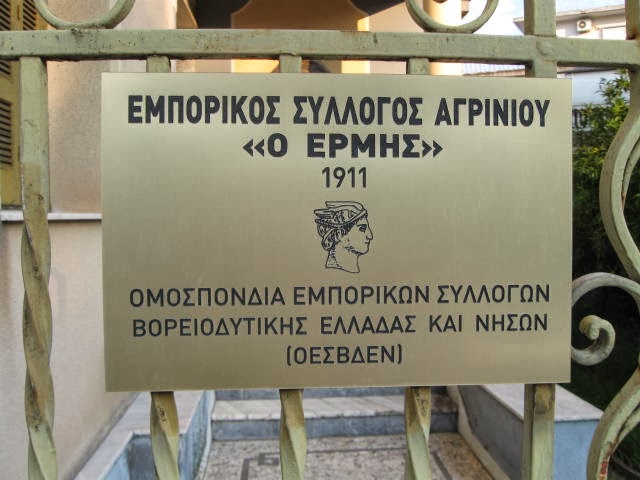 ΕΜΠΟΡΙΚΟΣ ΣΥΛΛΟΓΟΣ ΑΓΡΙΝΙΟΥ
«Ο ΕΡΜΗΣ»
1911
ΟΜΟΣΠΟΝΔΙΑ ΕΜΠΟΡΙΚΩΝ ΣΥΛΛΟΓΩΝ
ΒΟΡΕΙΟΔΥΤΙΚΗΣ ΕΛΛΑΔΑΣ ΚΑΙ ΝΗΣΩΝ
(ΟΕΣΒΔΕΝ)